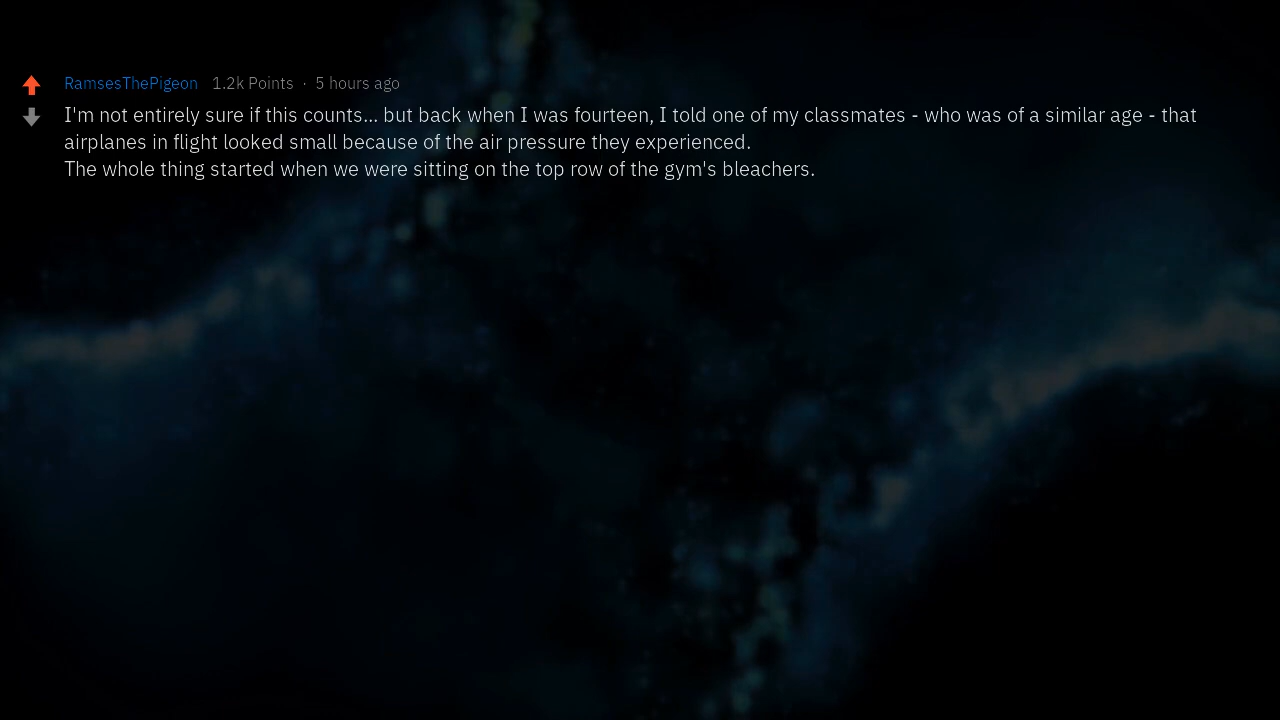 RamsesThePigeon 1.2k Points · 5 hours ago
I'm not entirely sure if this counts... but back when I was fourteen, I told one of my classmates - who was of a similar age - that
airplanes in flight looked small because of the air pressure they experienced.
The whole thing started when we were sitting on the top row of the gym's bleachers.